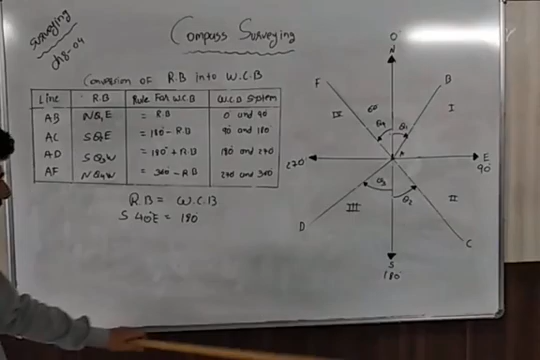 Surveying
ch8-04
Compass Surveying
Conversion OF R.B into W.C.B
Line R.B Rule For W.C.B W.C.B System
AB Nθ1E = R.B 0° and 90°
AC Sθ2E = 180° - R.B 90° and 180°
AD Sθ3W = 180° + R.B 180° and 270
AF Nθ4W = 360° - R.B 270 and 360°
R.B = W.C.B
S 40°E = 180°
0°
N
F B
60°
IV θ4 θ1 I
270° A E
90°
θ3 θ2 II
III
D C
S
180°